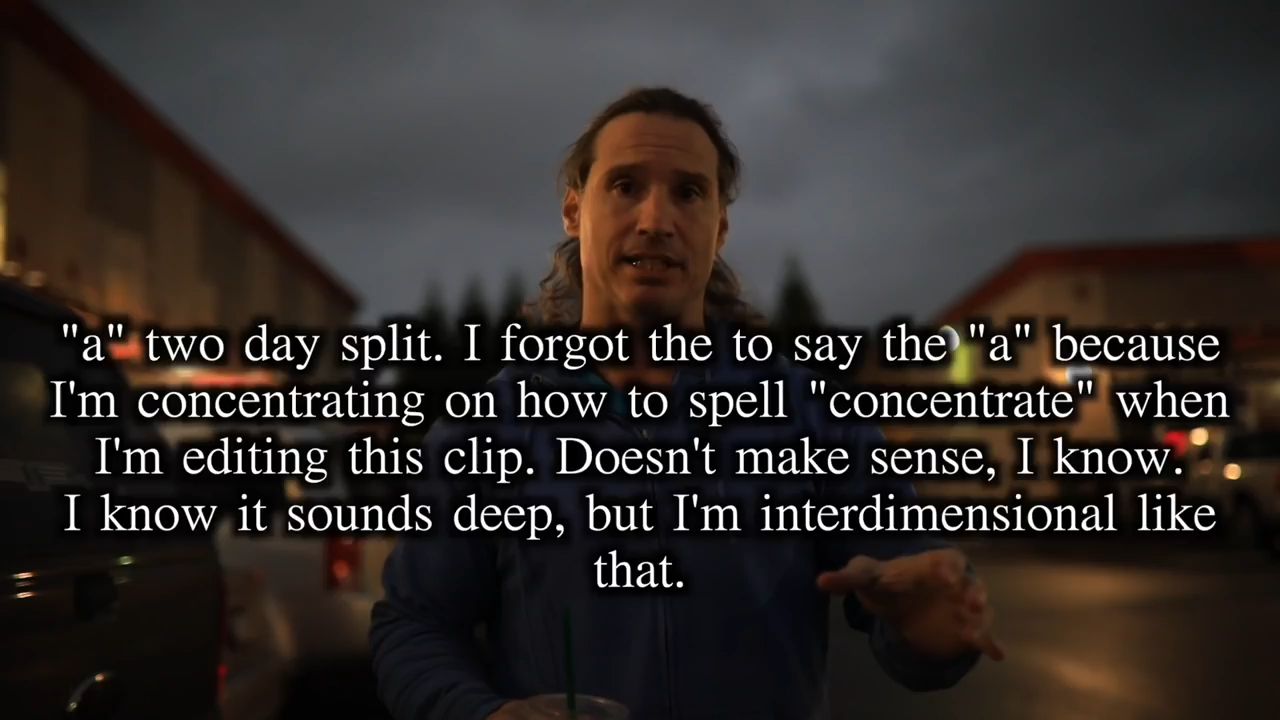 "a" two day split. I forgot the to say the "a" because
I'm concentrating on how to spell "concentrate" when
I'm editing this clip. Doesn't make sense, I know.
I know it sounds deep, but I'm interdimensional like
that.